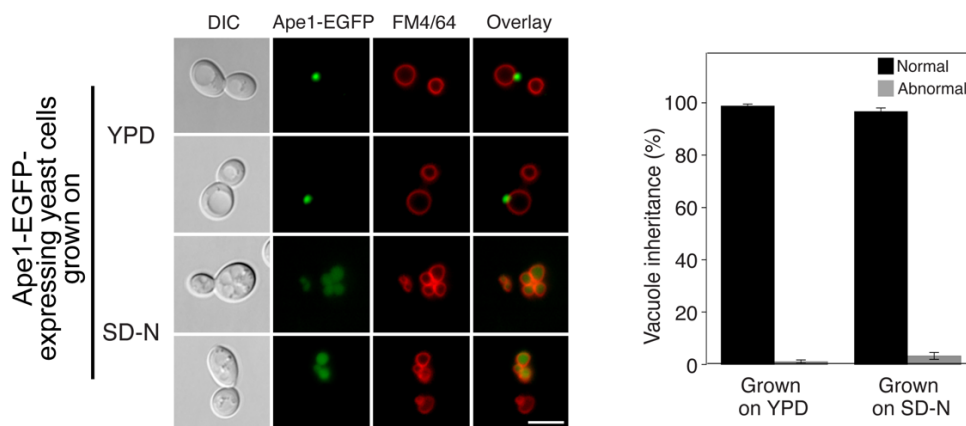 DIC Ape1-EGFP FM4/64 Overlay
Ape1-EGFP-
expressing yeast cells
grown on
YPD
SD-N
Normal
Abnormal
Vacuole inheritance (%)
100
80
60
40
20
0
Grown
on YPD
Grown
on SD-N